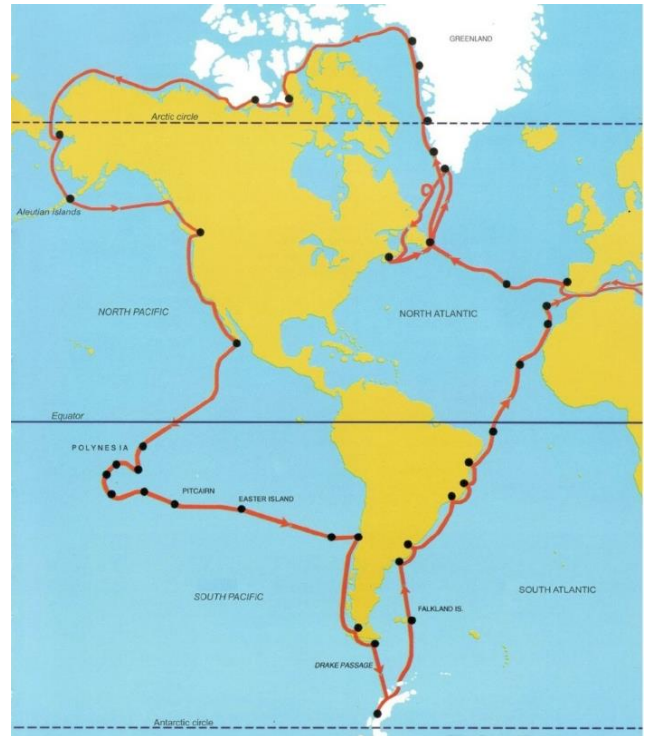 GREENLAND
Arctic circle
Aleutian Islands
NORTH PACIFIC
NORTH ATLANTIC
Equator
POLYNESIA
PITCAIRN
EASTER ISLAND
SOUTH PACIFIC
SOUTH ATLANTIC
FALKLAND IS.
DRAKE PASSAGE
Antarctic circle